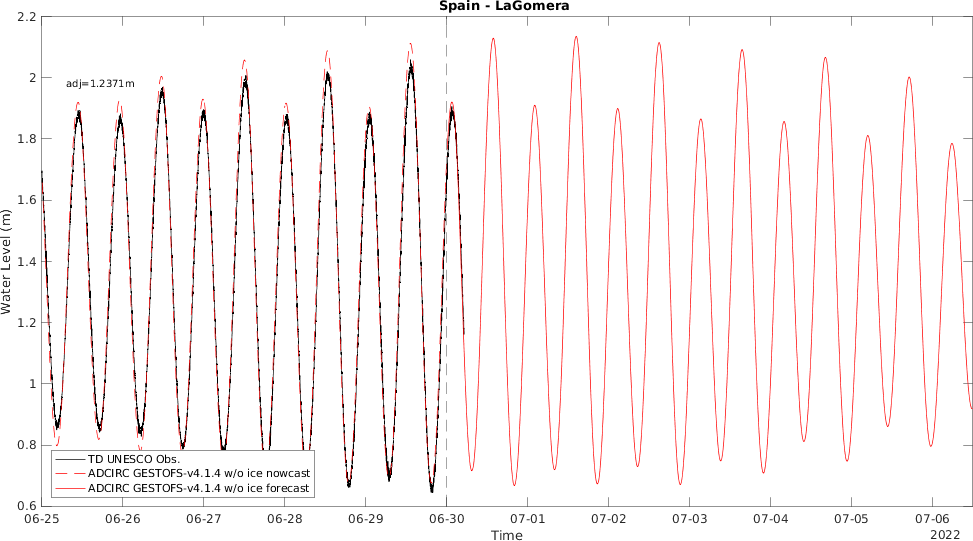 Spain - LaGomera
2.2
2
1.8
1.6
1.4
1.2
1
0.8
0.6
Water Level (m)
adj=1.2371m
TD UNESCO Obs.
ADCIRC GESTOFS-v4.1.4 w/o ice nowcast
ADCIRC GESTOFS-v4.1.4 w/o ice forecast
06-25 06-26 06-27 06-28 06-29 06-30 07-01 07-02 07-03 07-04 07-05 07-06
Time
2022